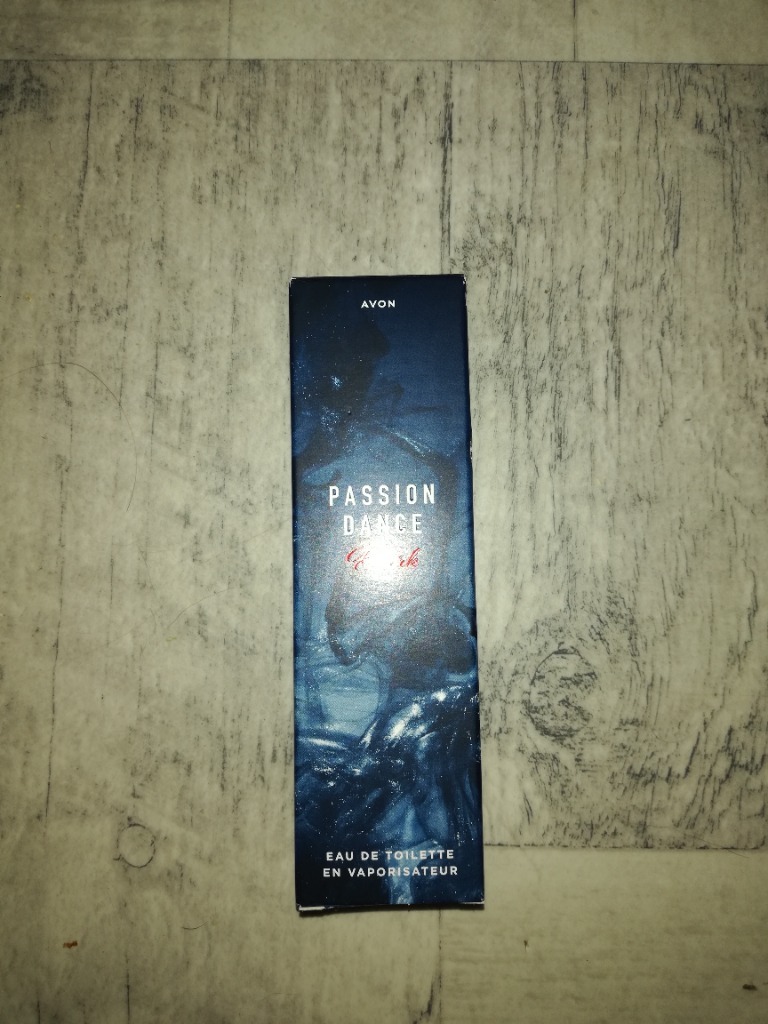 AVON
PASSION
DANCE
EAU DE TOILETTE
EN VAPORISATEUR